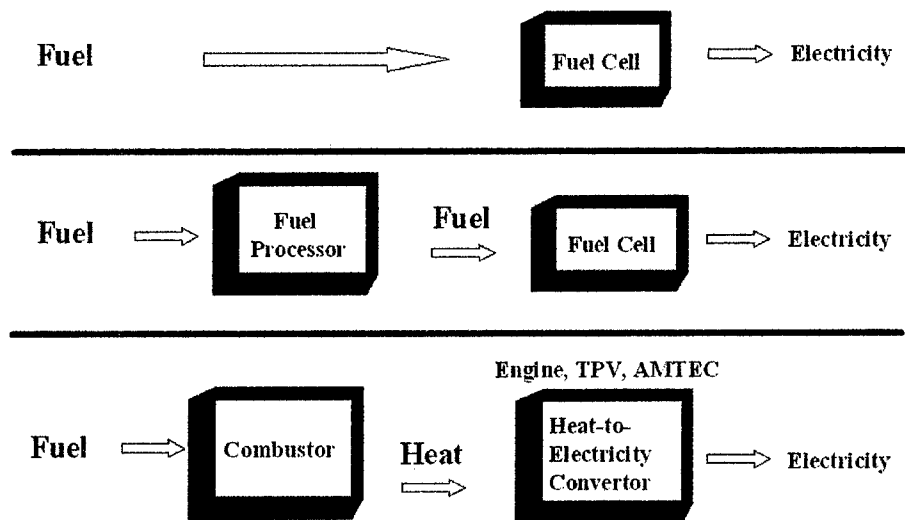 Fuel
Fuel Cell
Electricity
Fuel
Fuel
Processor
Fuel
Fuel Cell
Electricity
Engine, TPV, AMTEC
Fuel
Combustor
Heat
Heat-to-
Electricity
Convertor
Electricity